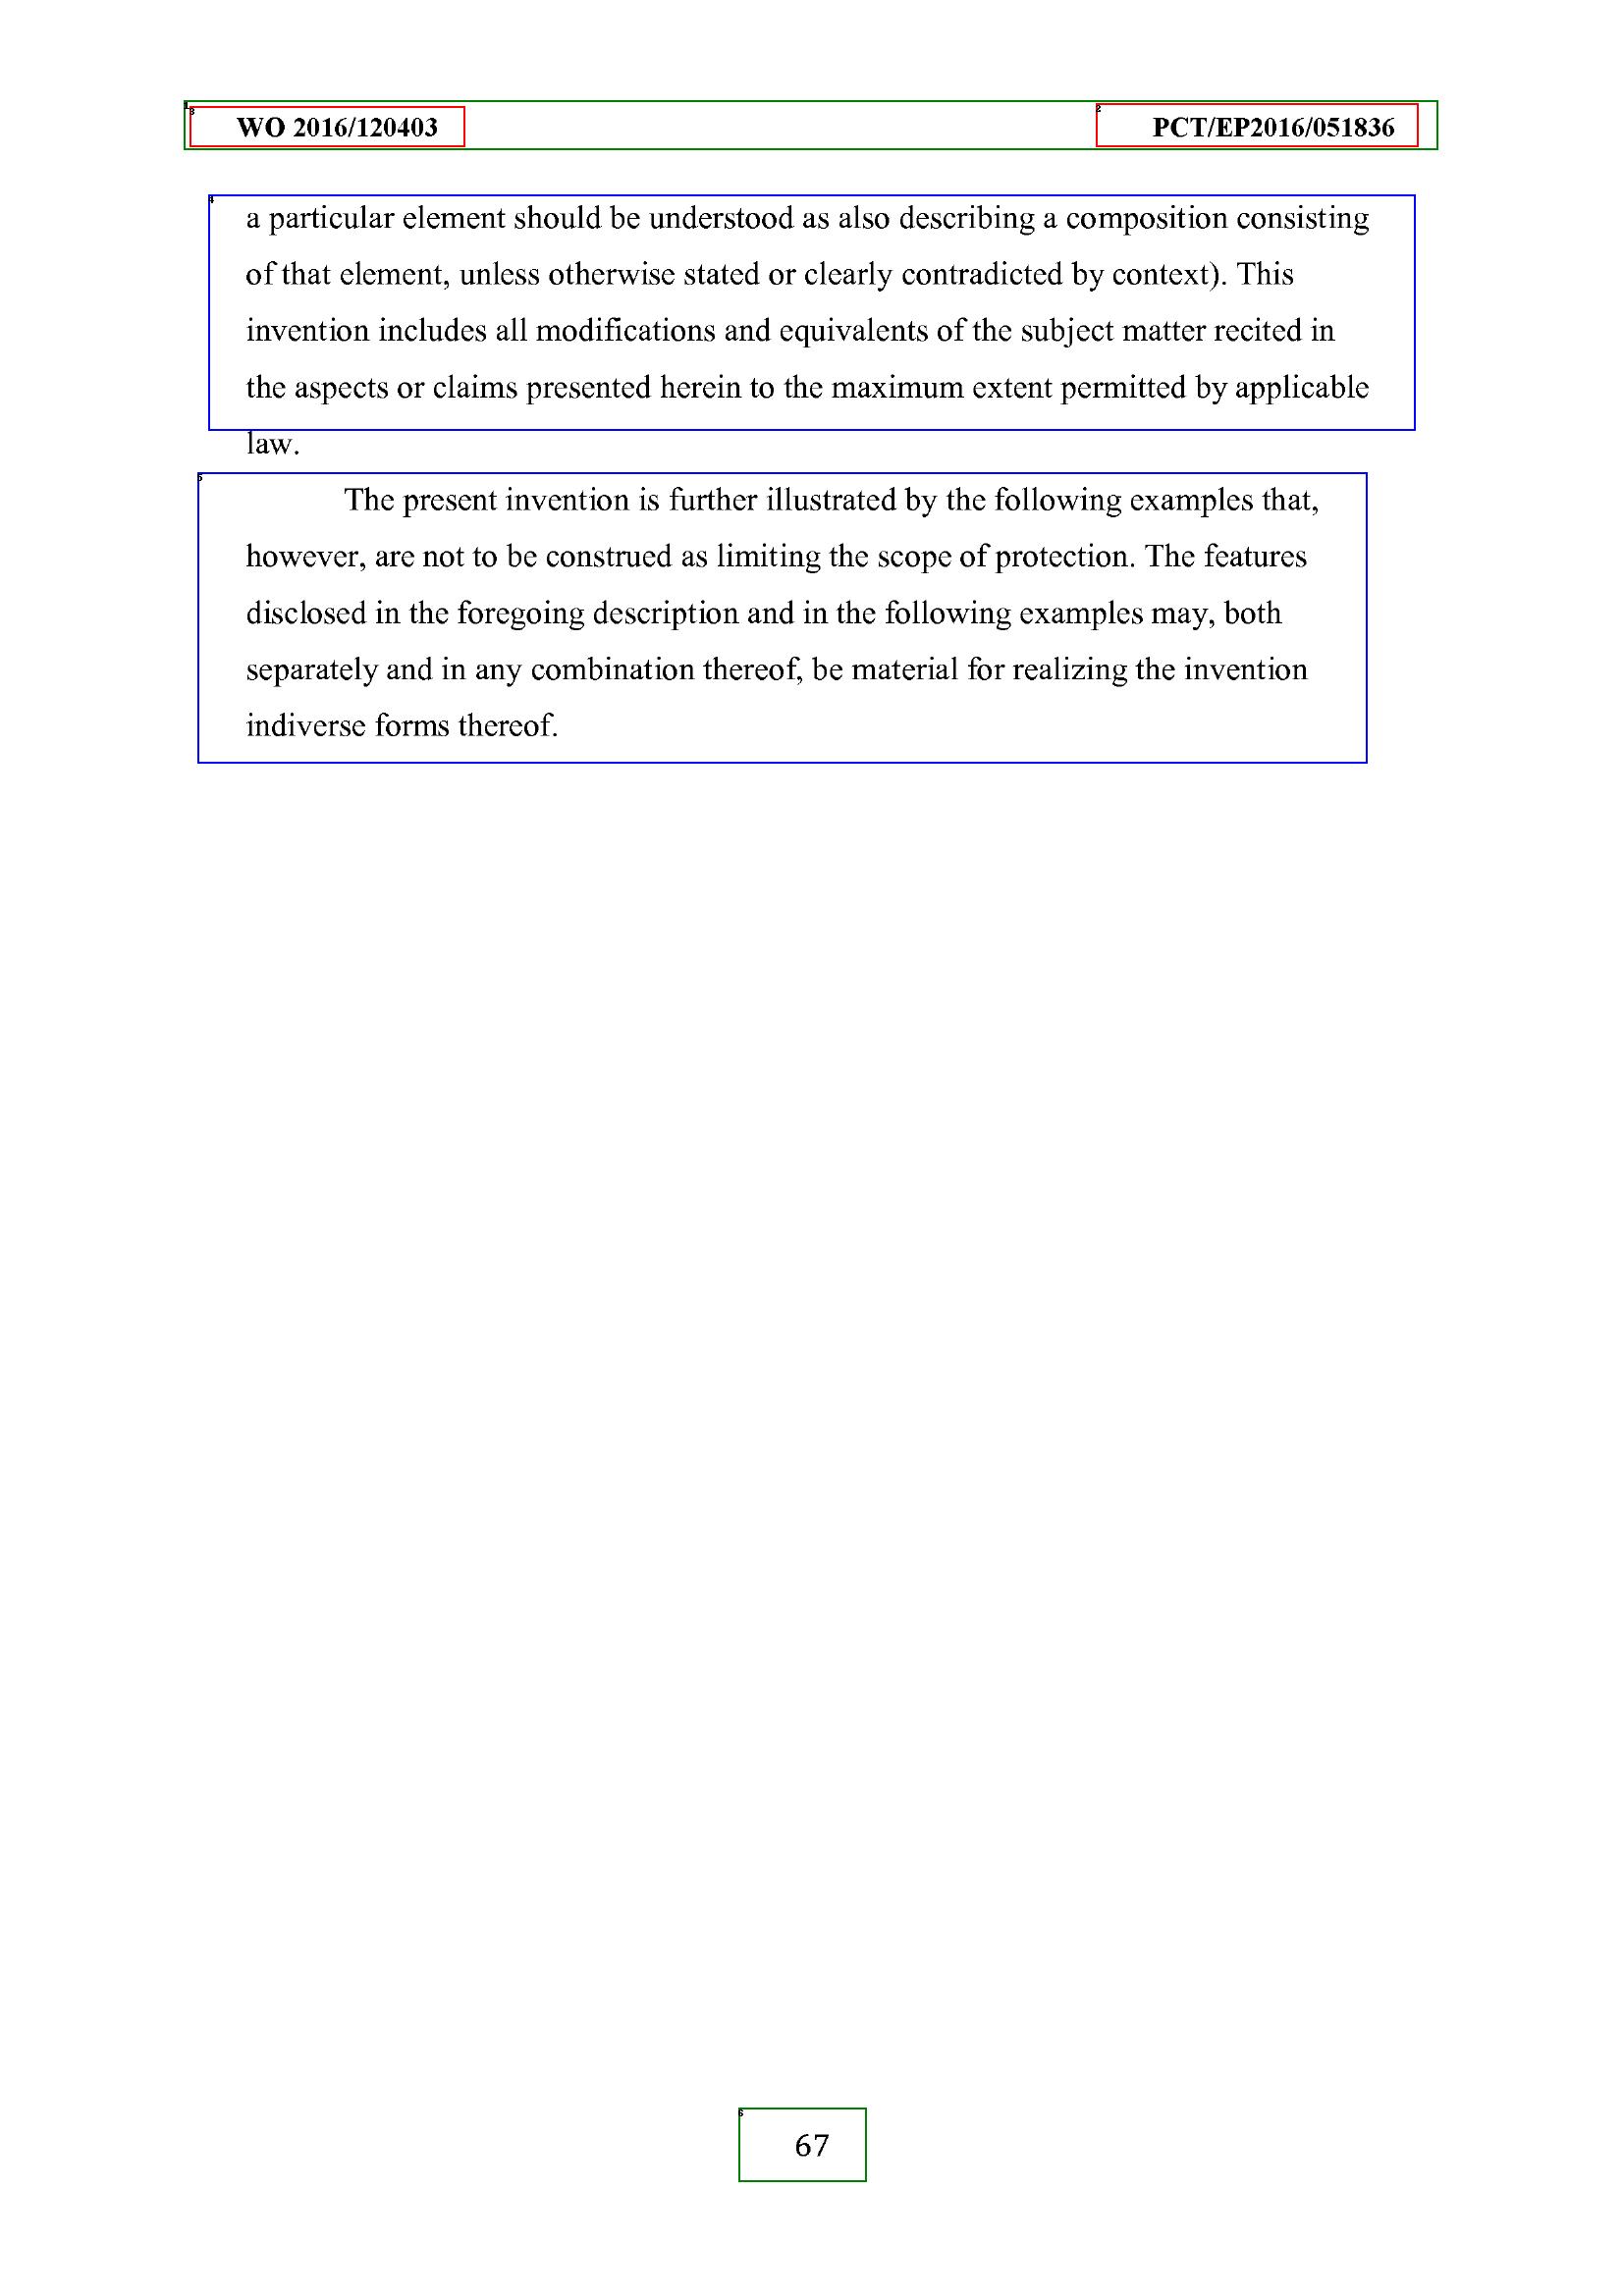 WO 2016/120403 PCT/EP2016/051836
a particular element should be understood as also describing a composition consisting
of that element, unless otherwise stated or clearly contradicted by context). This
invention includes all modifications and equivalents of the subject matter recited in
the aspects or claims presented herein to the maximum extent permitted by applicable
law.
The present invention is further illustrated by the following examples that,
however, are not to be construed as limiting the scope of protection. The features
disclosed in the foregoing description and in the following examples may, both
separately and in any combination thereof, be material for realizing the invention
indiverse forms thereof.
67